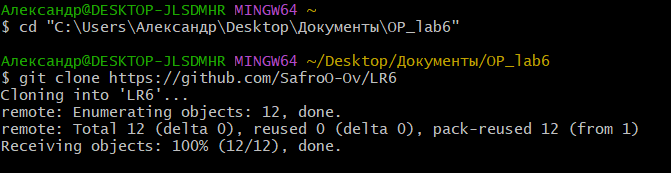 Александр@DESKTOP-JLSDMHR MINGW64 ~
$ cd "C:\Users\Александр\Desktop\Документы\OP_lab6"
Александр@DESKTOP-JLSDMHR MINGW64 ~/Desktop/Документы/OP_lab6
$ git clone https://github.com/SafroO-Ov/LR6
Cloning into 'LR6'...
remote: Enumerating objects: 12, done.
remote: Total 12 (delta 0), reused 0 (delta 0), pack-reused 12 (from 1)
Receiving objects: 100% (12/12), done.